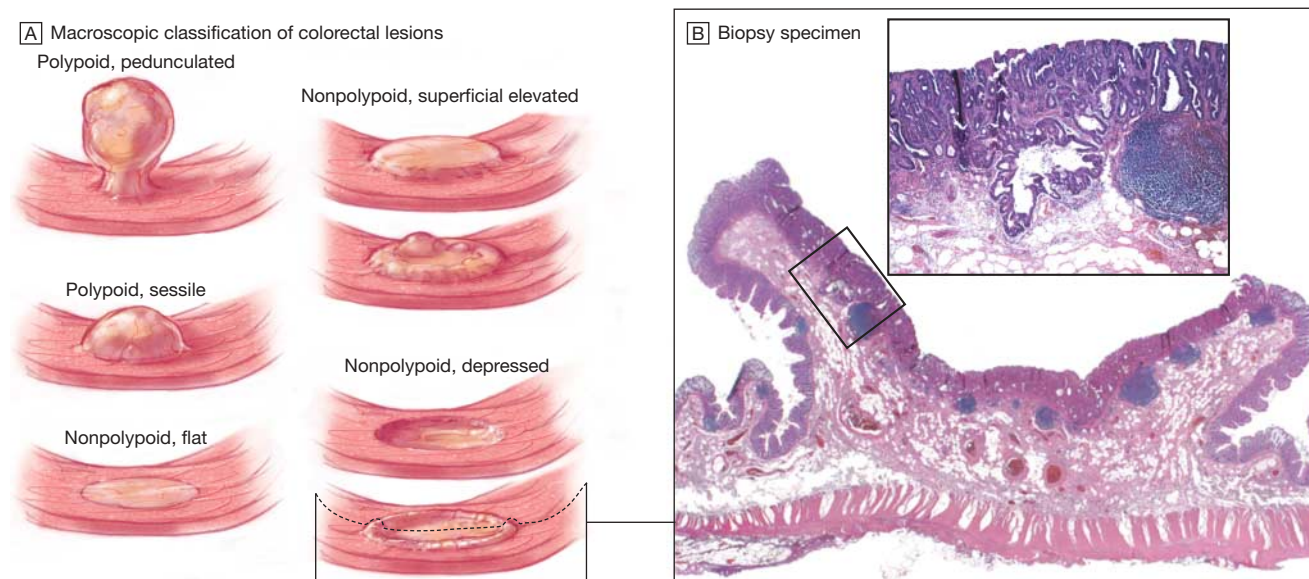 A Macroscopic classification of colorectal lesions
Polypoid, pedunculated
Nonpolypoid, superficial elevated
Polypoid, sessile
Nonpolypoid, depressed
Nonpolypoid, flat
B Biopsy specimen